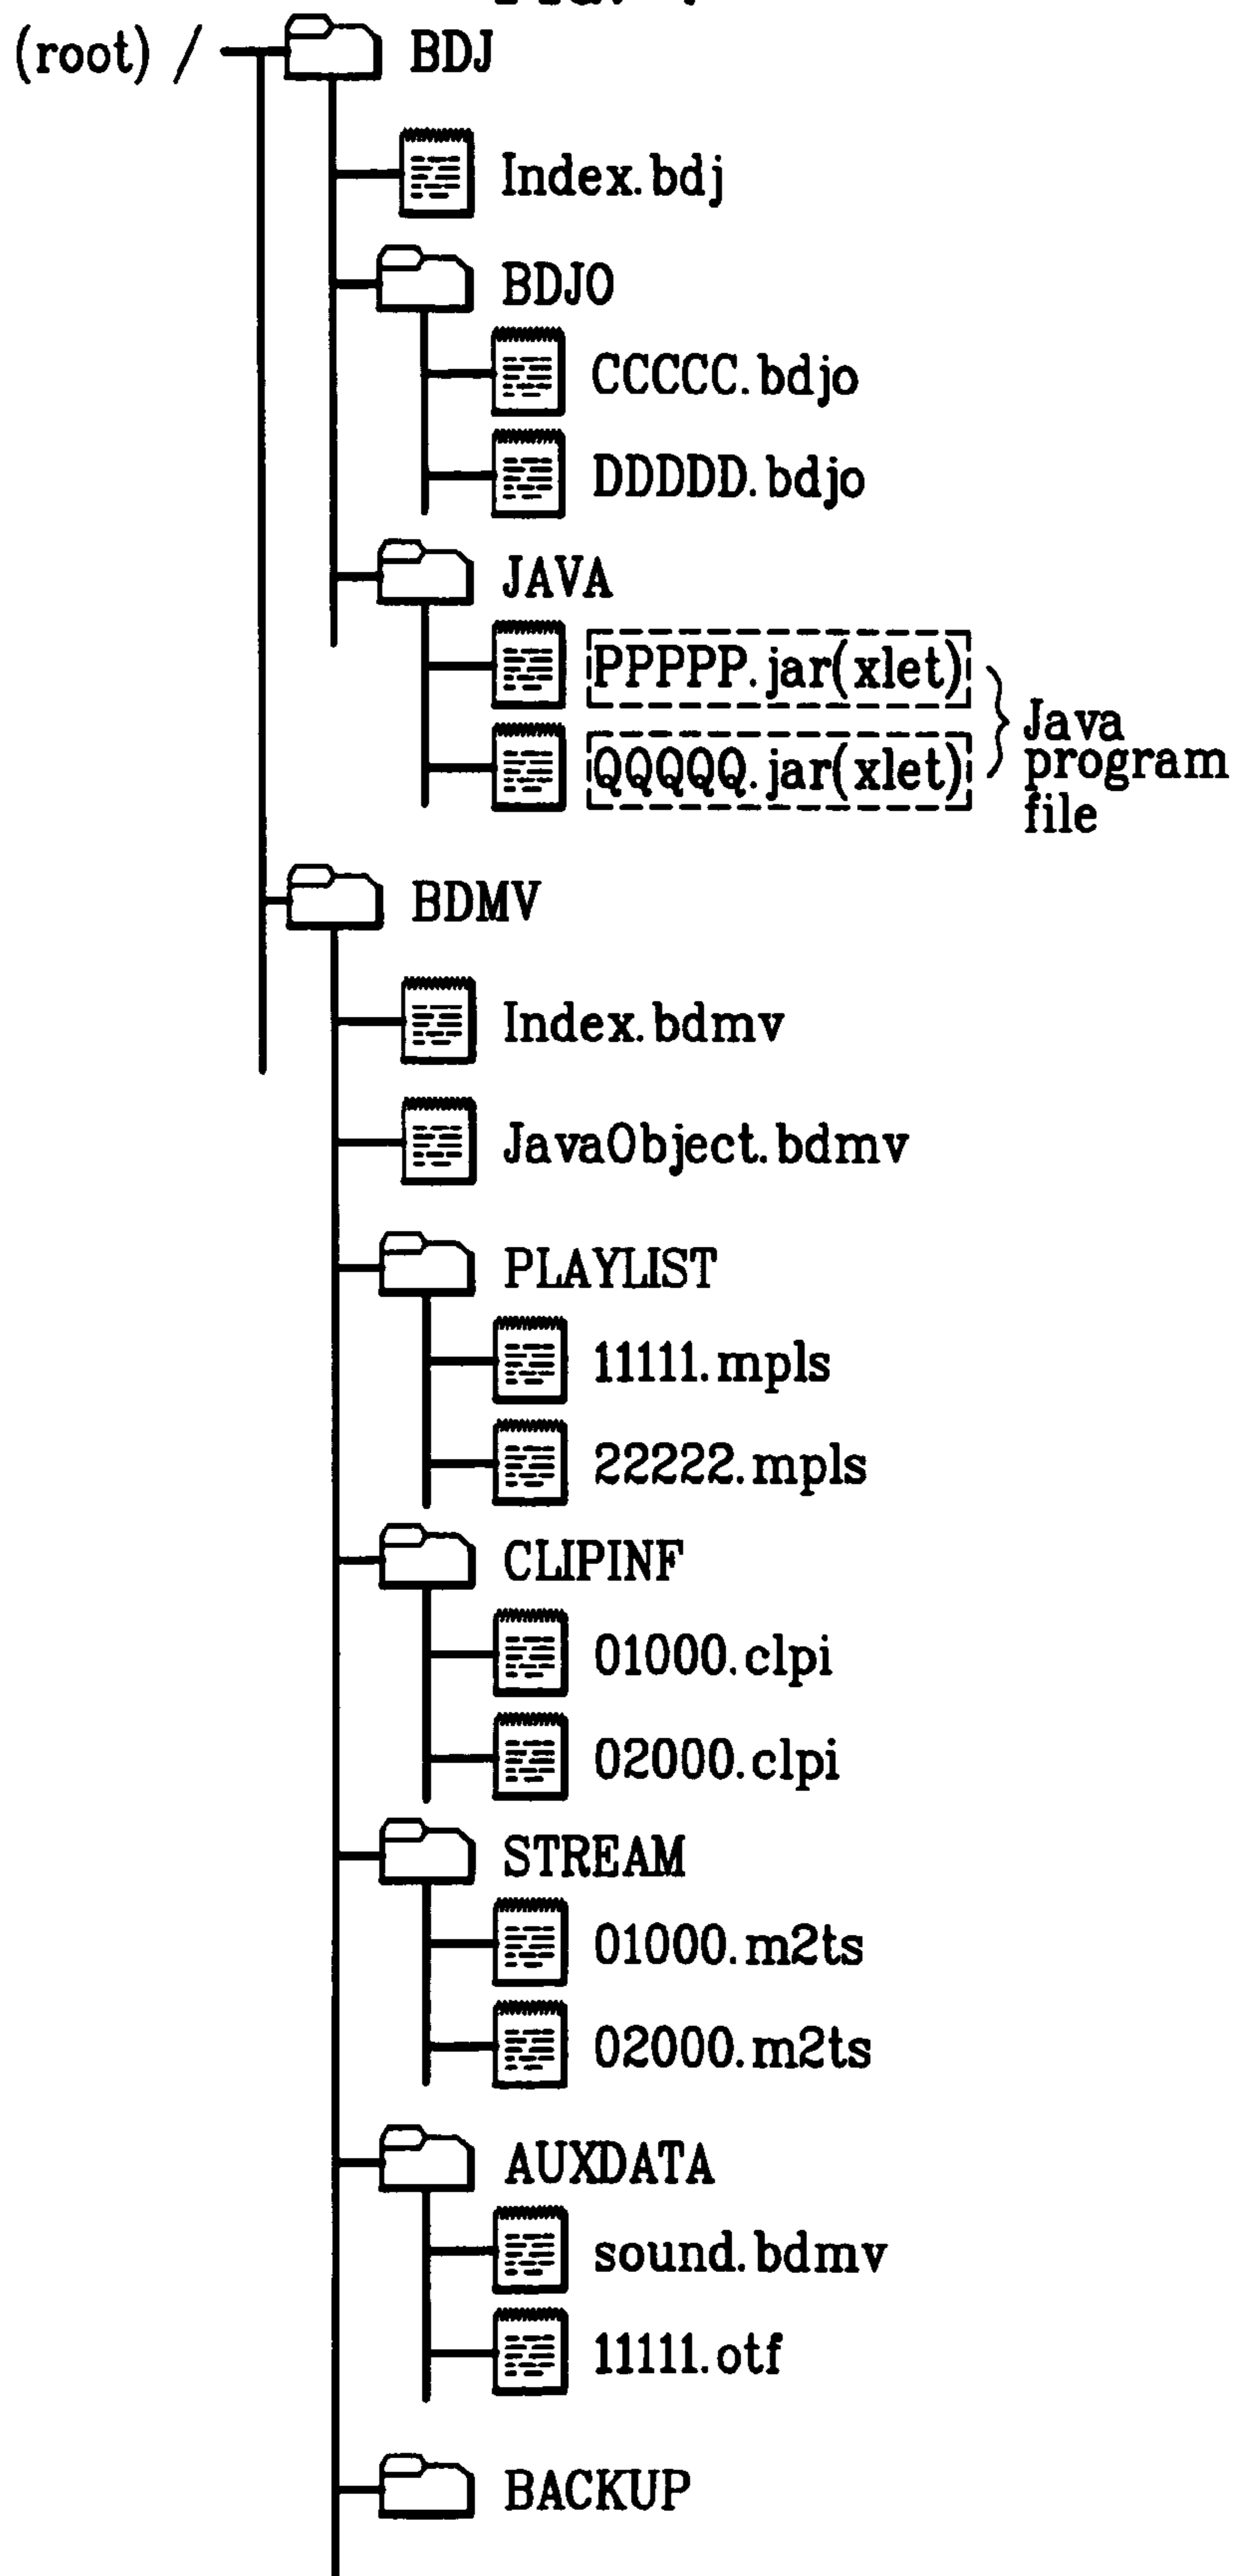 (root) / BDJ
Index.bdj
BDJO
CCCCC.bdjo
DDDDD.bdjo
JAVA
PPPPP.jar(xlet)
QQQQQ.jar(xlet)
Java
program
file
BDMV
Index.bdmv
JavaObject.bdmv
PLAYLIST
11111.mpls
22222.mpls
CLIPINF
01000.clpi
02000.clpi
STREAM
01000.m2ts
02000.m2ts
AUXDATA
sound.bdmv
11111.otf
BACKUP